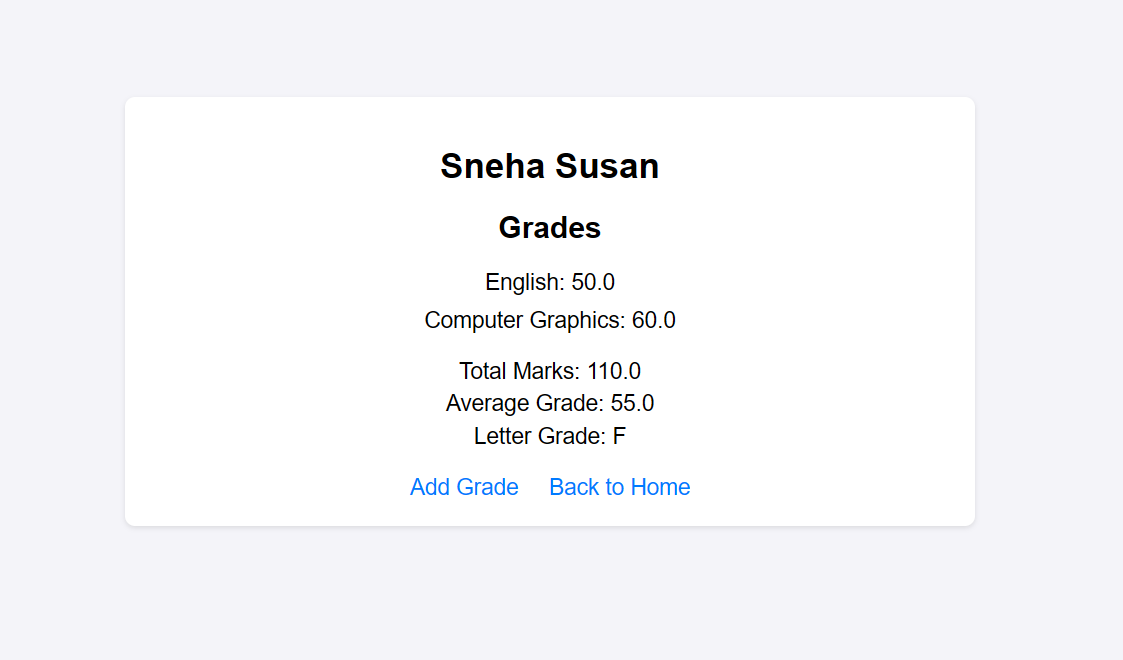 Sneha Susan
Grades
English: 50.0
Computer Graphics: 60.0
Total Marks: 110.0
Average Grade: 55.0
Letter Grade: F
Add Grade Back to Home